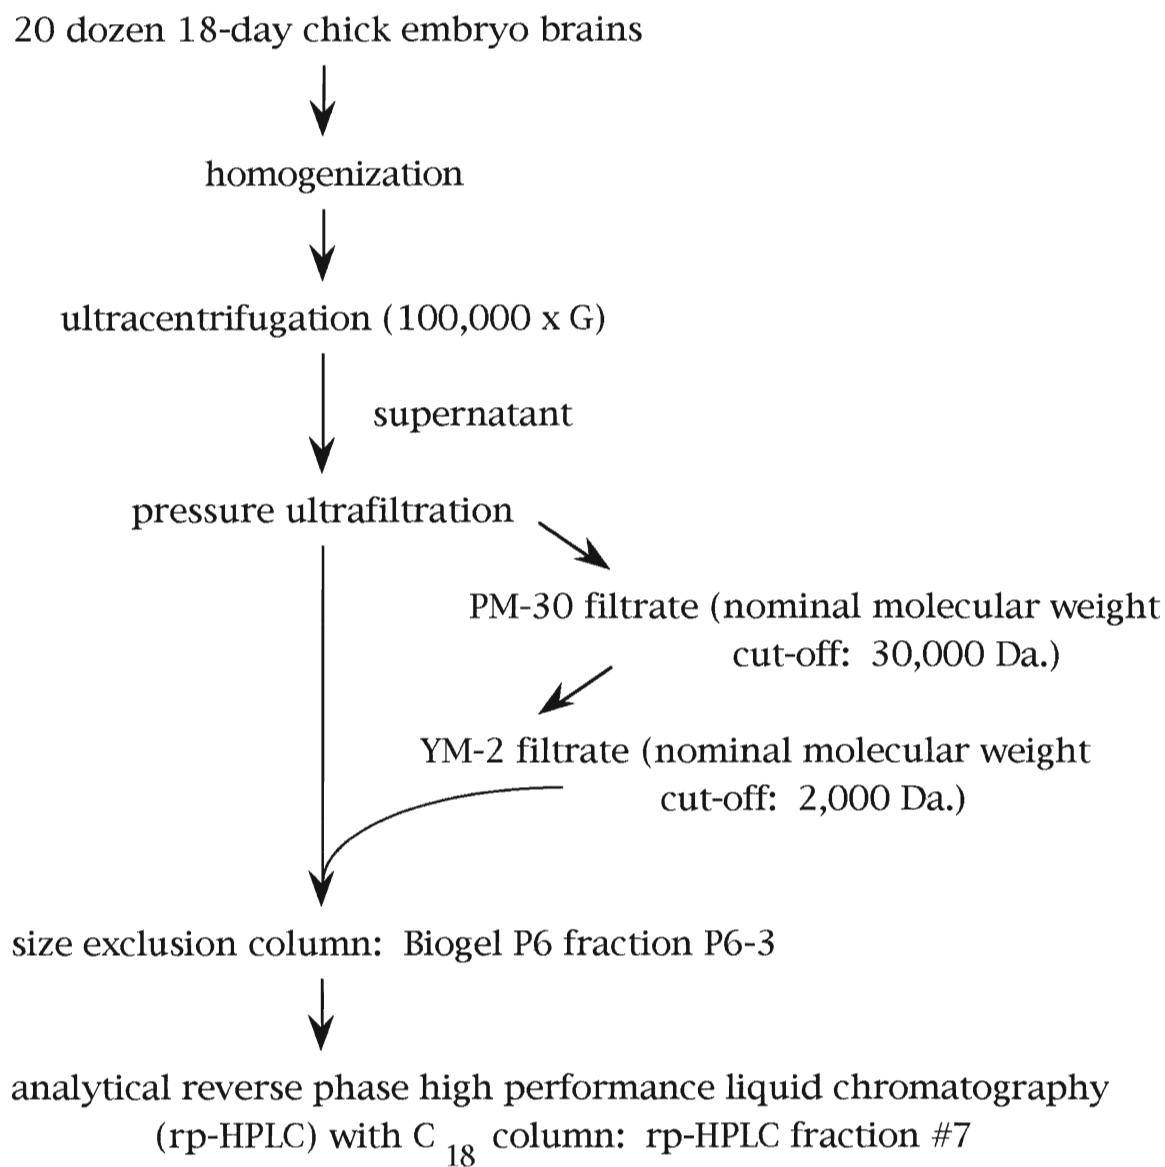 20 dozen 18-day chick embryo brains
homogenization
ultracentrifugation (100,000 x G)
supernatant
pressure ultrafiltration
PM-30 filtrate (nominal molecular weight
cut-off: 30,000 Da.)
YM-2 filtrate (nominal molecular weight
cut-off: 2,000 Da.)
size exclusion column: Biogel P6 fraction P6-3
analytical reverse phase high performance liquid chromatography
(rp-HPLC) with C 18 column: rp-HPLC fraction #7